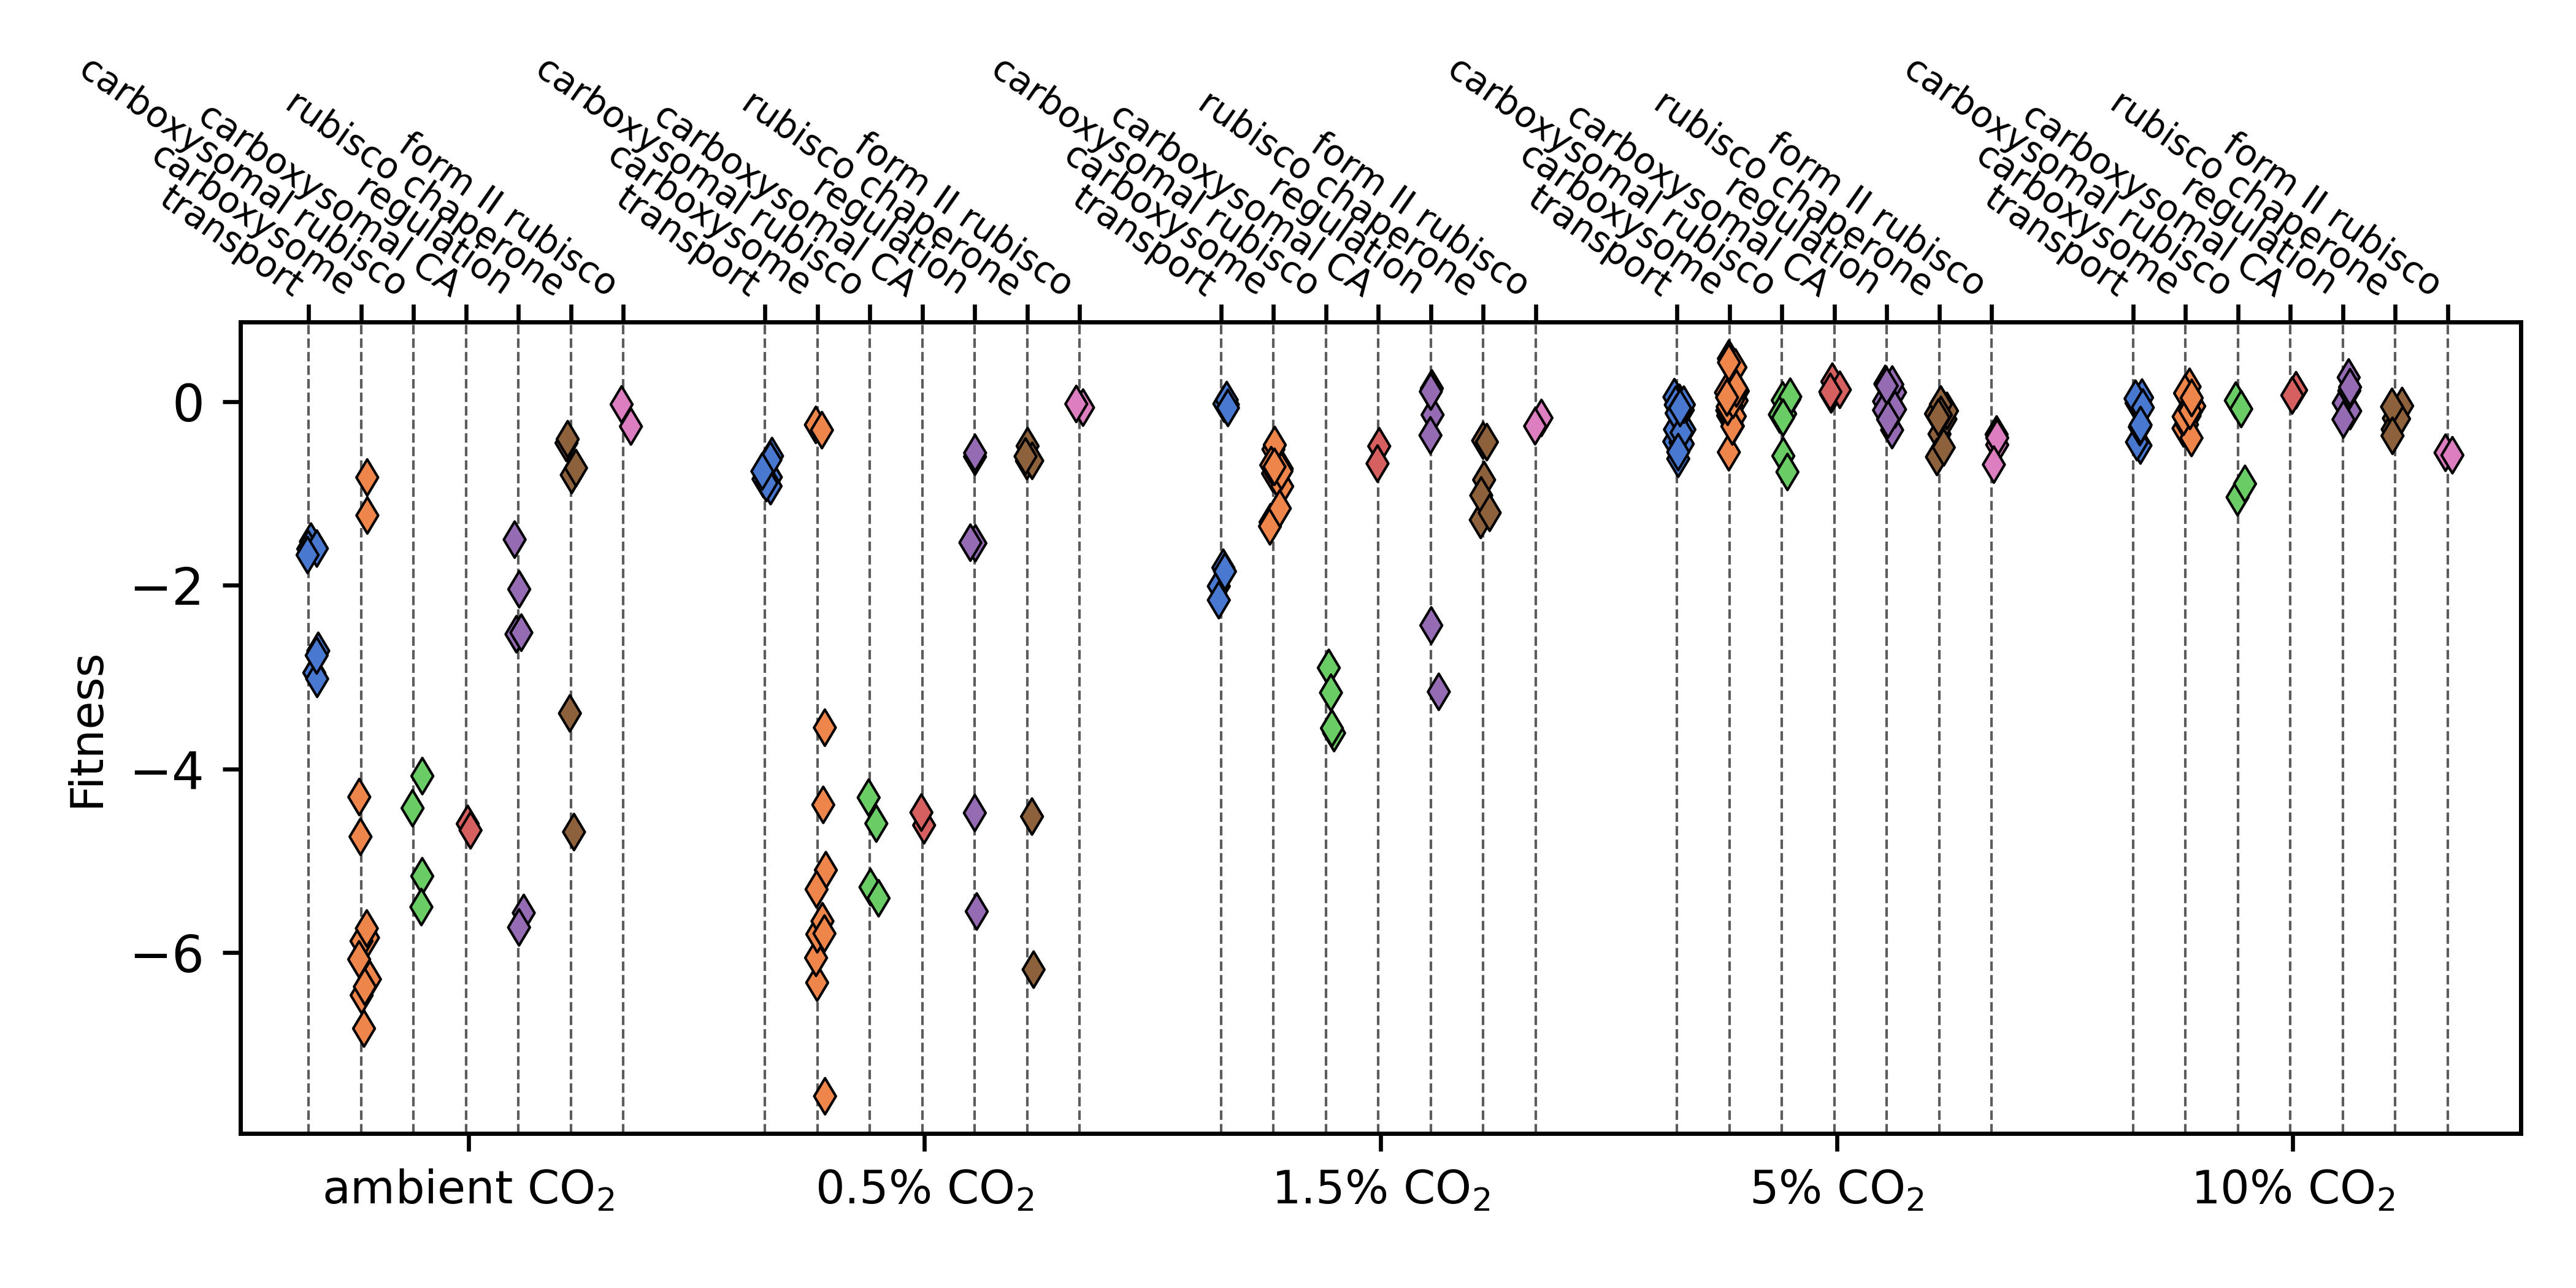 transport
carboxysome
carboxysomal rubisco
carboxysomal CA
regulation
rubisco chaperone
form II rubisco
transport
carboxysome
carboxysomal rubisco
carboxysomal CA
regulation
rubisco chaperone
form II rubisco
transport
carboxysome
carboxysomal rubisco
carboxysomal CA
regulation
rubisco chaperone
form II rubisco
transport
carboxysome
carboxysomal rubisco
carboxysomal CA
regulation
rubisco chaperone
form II rubisco
transport
carboxysome
carboxysomal rubisco
carboxysomal CA
regulation
rubisco chaperone
form II rubisco
Fitness
0
−2
−4
−6
ambient CO₂
0.5% CO₂
1.5% CO₂
5% CO₂
10% CO₂